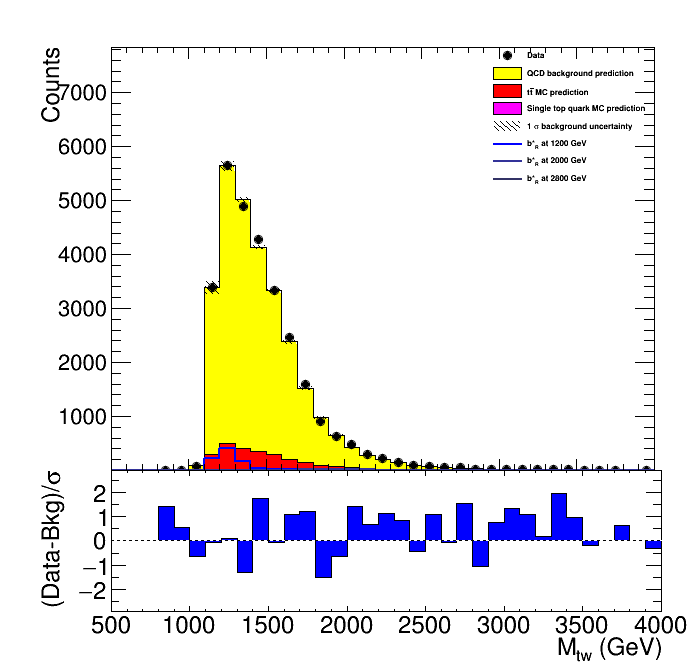 Counts
7000
6000
5000
4000
3000
2000
1000
Data
QCD background prediction
tt̄ MC prediction
Single top quark MC prediction
1 σ background uncertainty
b*R at 1200 GeV
b*R at 2000 GeV
b*R at 2800 GeV
(Data-Bkg)/σ
2
1
0
−1
−2
500 1000 1500 2000 2500 3000 3500 4000
Mtw (GeV)